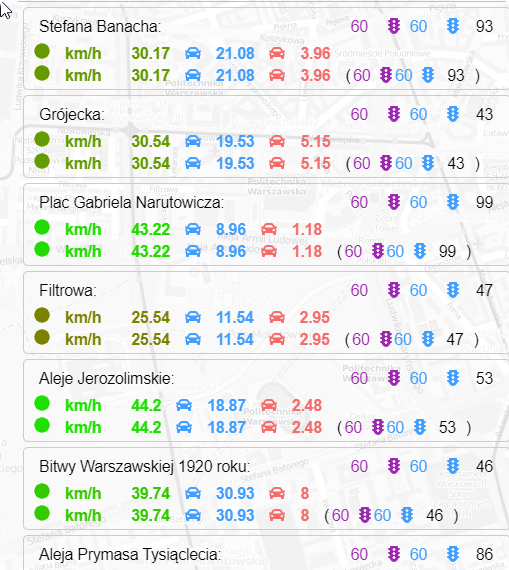 Stefana Banacha: 60 60 93
km/h 30.17 21.08 3.96
km/h 30.17 21.08 3.96 ( 60 60 93 )
Grójecka: 60 60 43
km/h 30.54 19.53 5.15
km/h 30.54 19.53 5.15 ( 60 60 43 )
Plac Gabriela Narutowicza: 60 60 99
km/h 43.22 8.96 1.18
km/h 43.22 8.96 1.18 ( 60 60 99 )
Filtrowa: 60 60 47
km/h 25.54 11.54 2.95
km/h 25.54 11.54 2.95 ( 60 60 47 )
Aleje Jerozolimskie: 60 60 53
km/h 44.2 18.87 2.48
km/h 44.2 18.87 2.48 ( 60 60 53 )
Bitwy Warszawskiej 1920 roku: 60 60 46
km/h 39.74 30.93 8
km/h 39.74 30.93 8 ( 60 60 46 )
Aleja Prymasa Tysiąclecia: 60 60 86